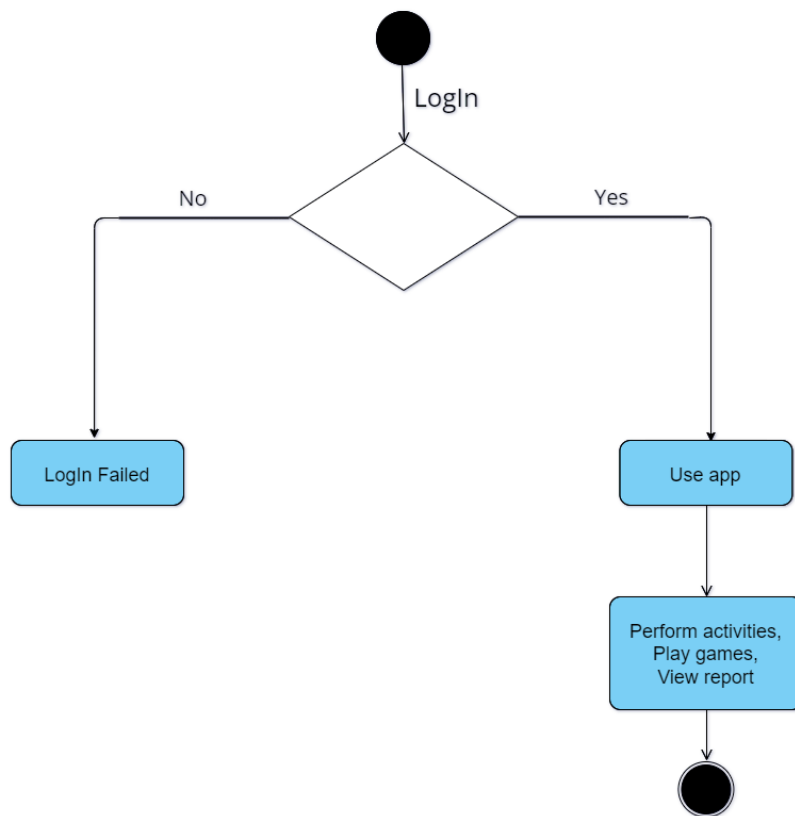 LogIn
No
Yes
LogIn Failed
Use app
Perform activities,
Play games,
View report